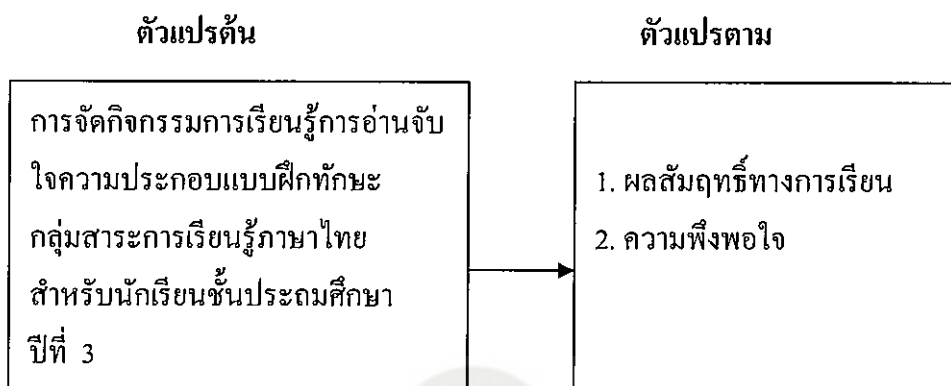 ตัวแปรต้น
การจัดกิจกรรมการเรียนรู้การอ่านจับ
ใจความประกอบแบบฝึกทักษะ
กลุ่มสาระการเรียนรู้ภาษาไทย
สำหรับนักเรียนชั้นประถมศึกษา
ปีที่ 3
ตัวแปรตาม
1. ผลสัมฤทธิ์ทางการเรียน
2. ความพึงพอใจ